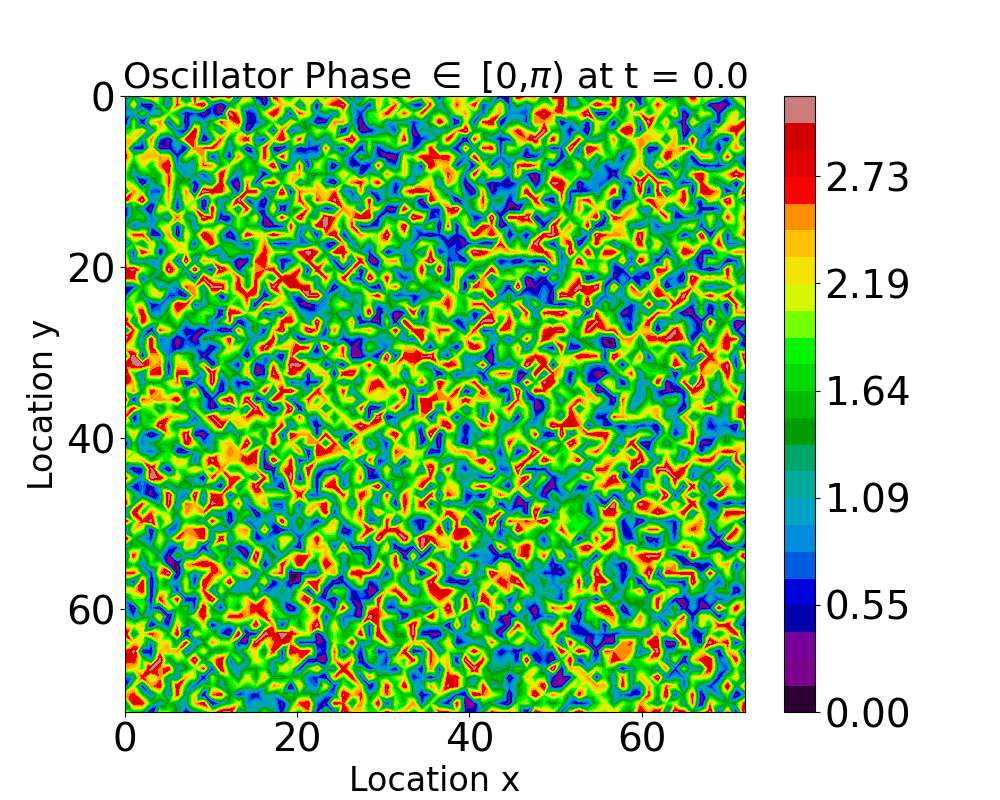 Oscillator Phase ∈ [0,π) at t = 0.0
0
20
40
60
Location y
0 20 40 60
Location x
2.73
2.19
1.64
1.09
0.55
0.00